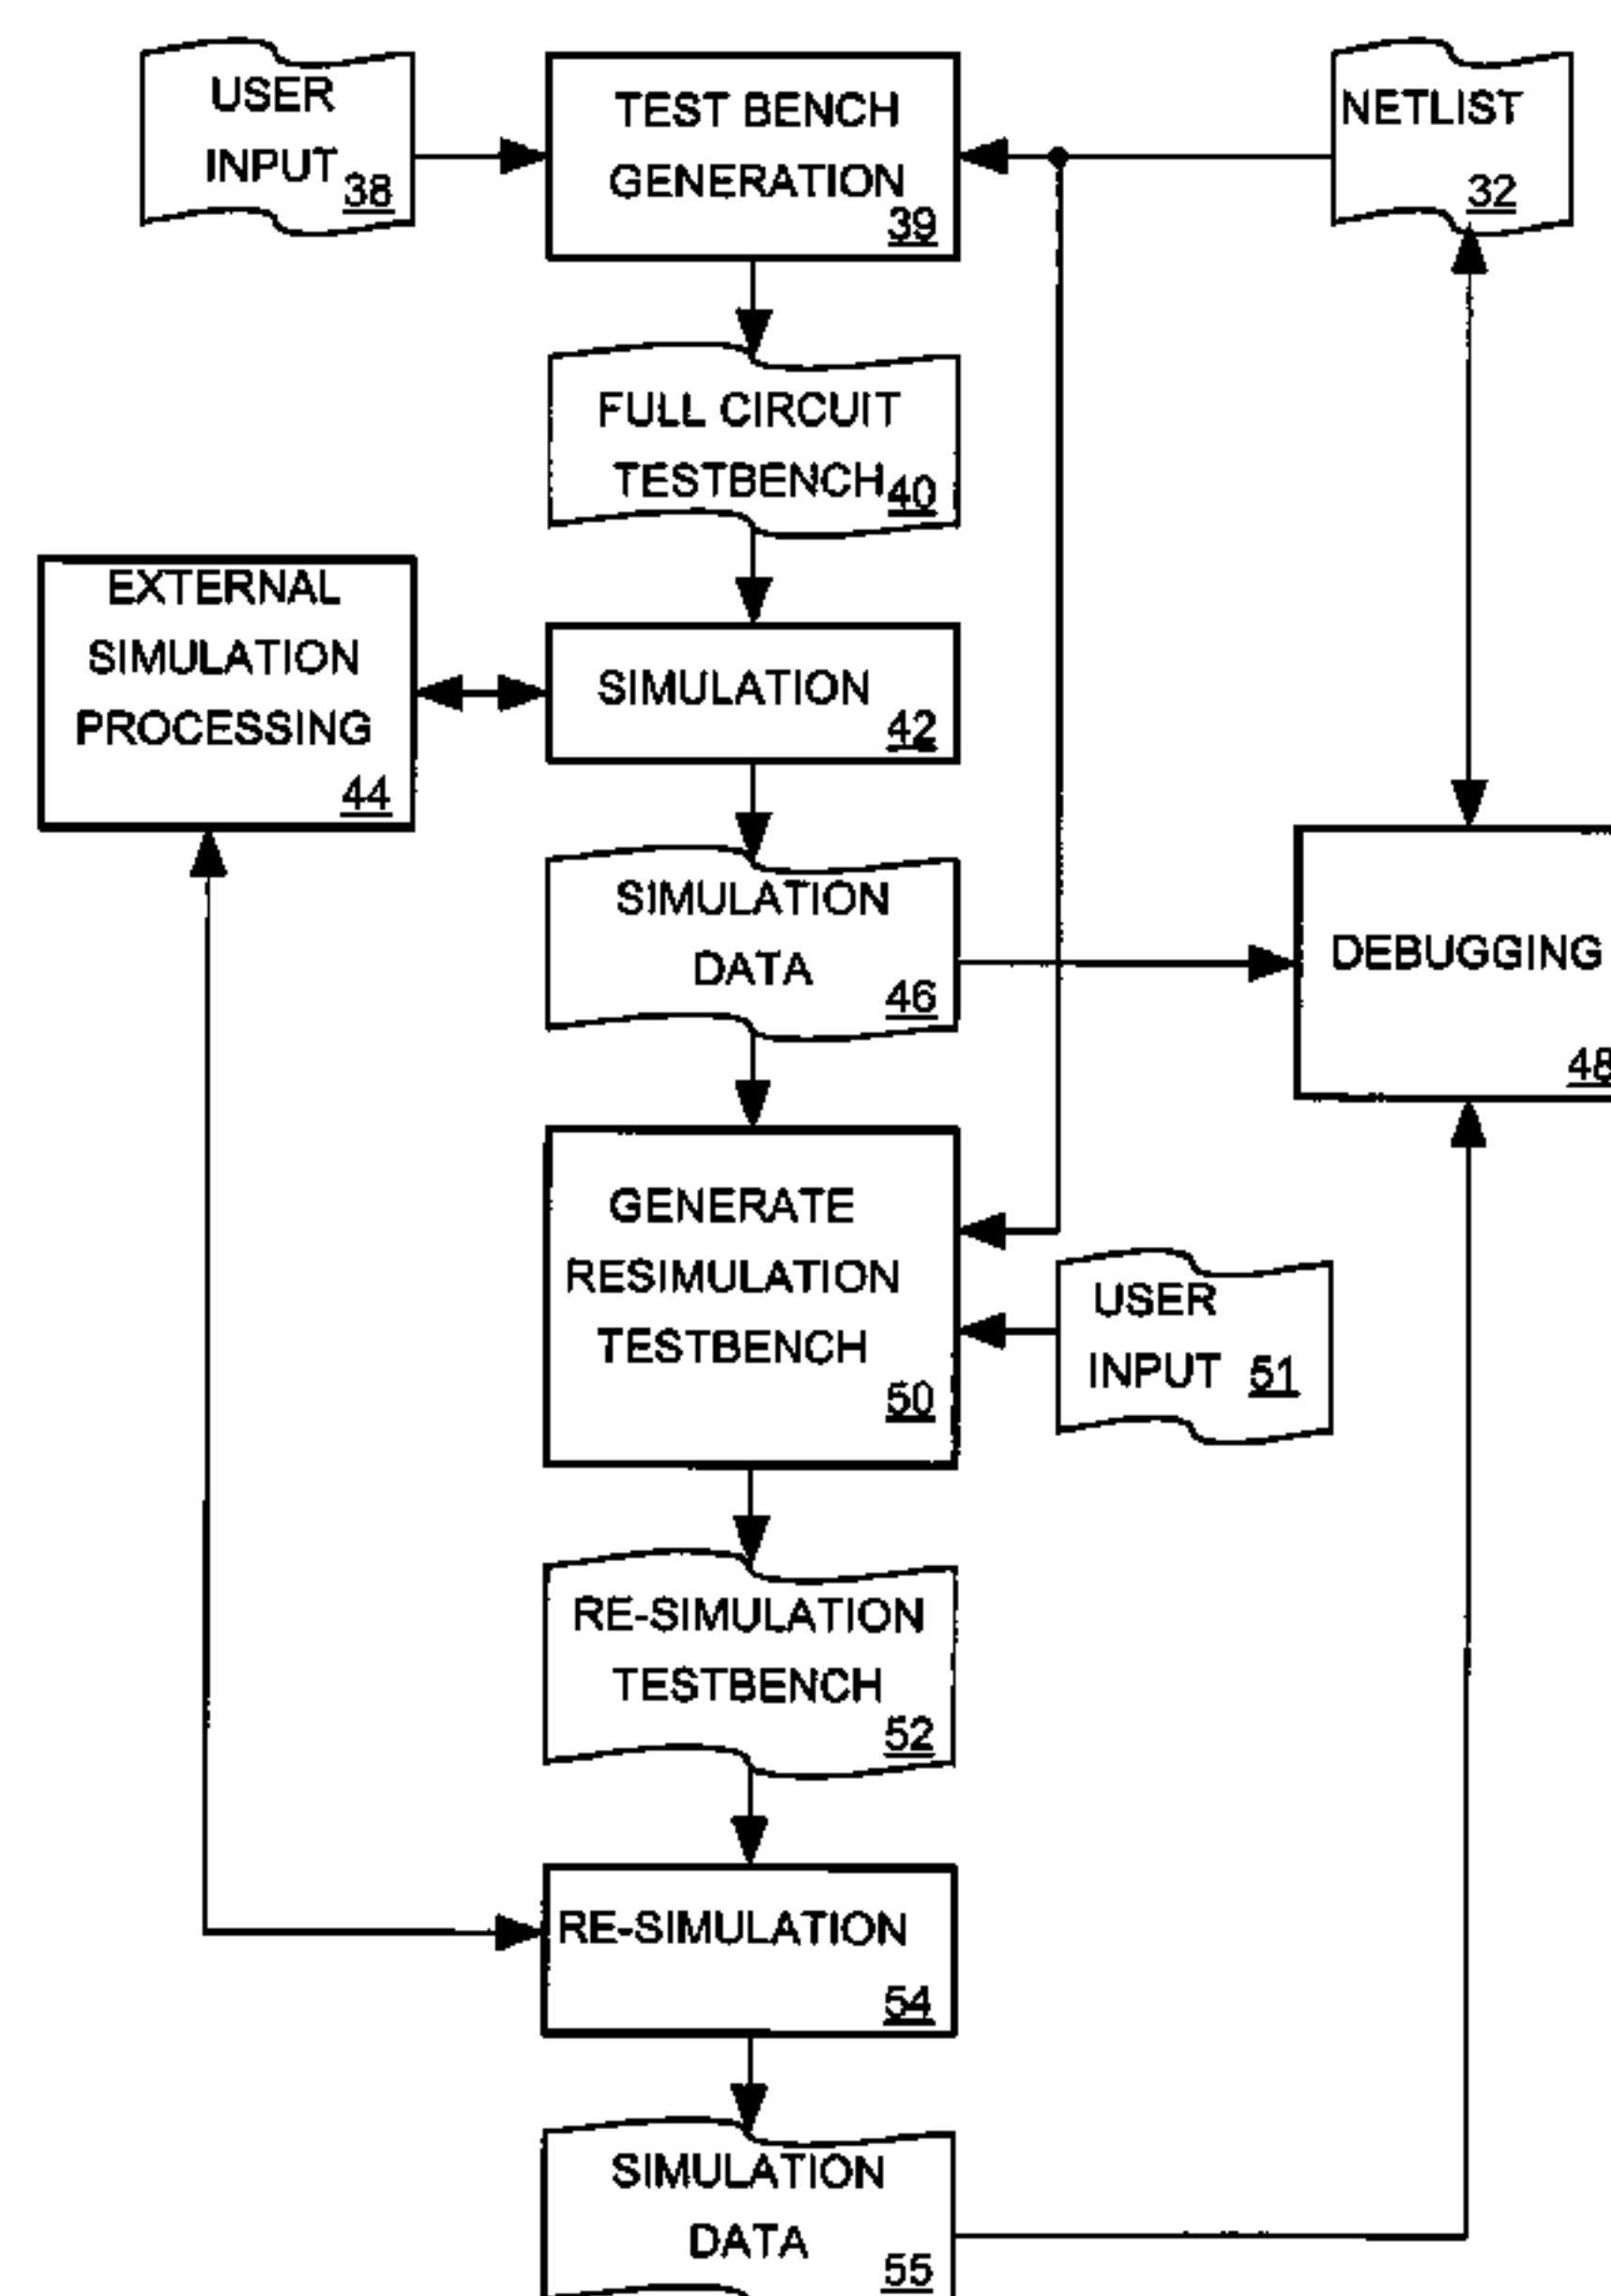 USER
INPUT 38
TEST BENCH
GENERATION
39
NETLIST
32
FULL CIRCUIT
TESTBENCH 40
EXTERNAL
SIMULATION
PROCESSING
44
SIMULATION
42
SIMULATION
DATA
46
DEBUGGING
48
GENERATE
RESIMULATION
TESTBENCH
50
USER
INPUT 51
RE-SIMULATION
TESTBENCH
52
RE-SIMULATION
54
SIMULATION
DATA
55